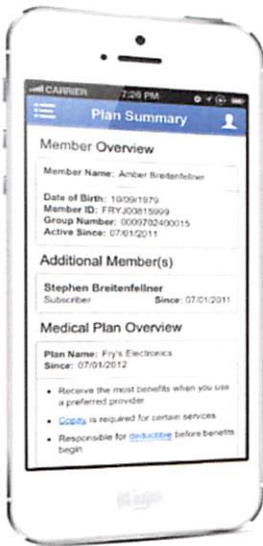 CARRIER 7:26 PM
Plan Summary
Member Overview
Member Name: Amber Breitenfellner
Date of Birth: 10/09/1979
Member ID: FRYJ00815999
Group Number: 0009702400015
Active Since: 07/01/2011
Additional Member(s)
Stephen Breitenfellner
Subscriber Since: 07/01/2011
Medical Plan Overview
Plan Name: Fry's Electronics
Since: 07/01/2012
• Receive the most benefits when you use
a preferred provider
• Copay is required for certain services
• Responsible for deductible before benefits
begin